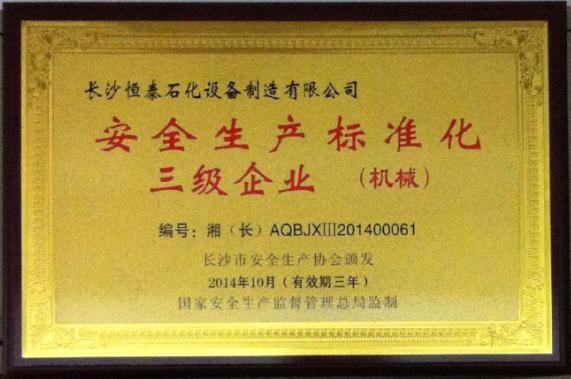 长沙恒泰石化设备制造有限公司
安全生产标准化
三级企业（机械）
编号：湘（长）AQBJXIII201400061
长沙市安全生产协会颁发
2014年10月（有效期三年）
国家安全生产监督管理总局监制